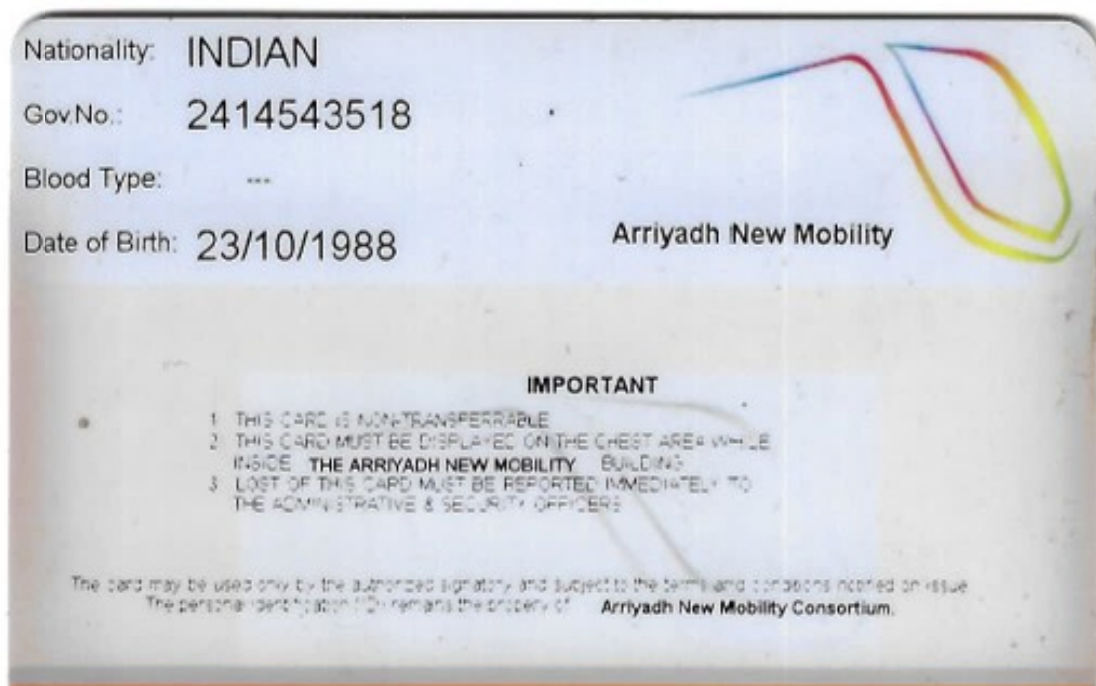 Nationality: INDIAN
Gov.No.: 2414543518
Blood Type: ---
Date of Birth: 23/10/1988
Arriyadh New Mobility
IMPORTANT
1 THIS CARD IS NON-TRANSFERRABLE
2 THIS CARD MUST BE DISPLAYED ON THE CHEST AREA WHILE
INSIDE THE ARRIYADH NEW MOBILITY BUILDING
3 LOST OF THIS CARD MUST BE REPORTED IMMEDIATELY TO
THE ADMINISTRATIVE & SECURITY OFFICERS
The card may be used only by the authorized signatory and subject to the terms and conditions notified on issue
The personal identification (ID) remains the property of Arriyadh New Mobility Consortium.